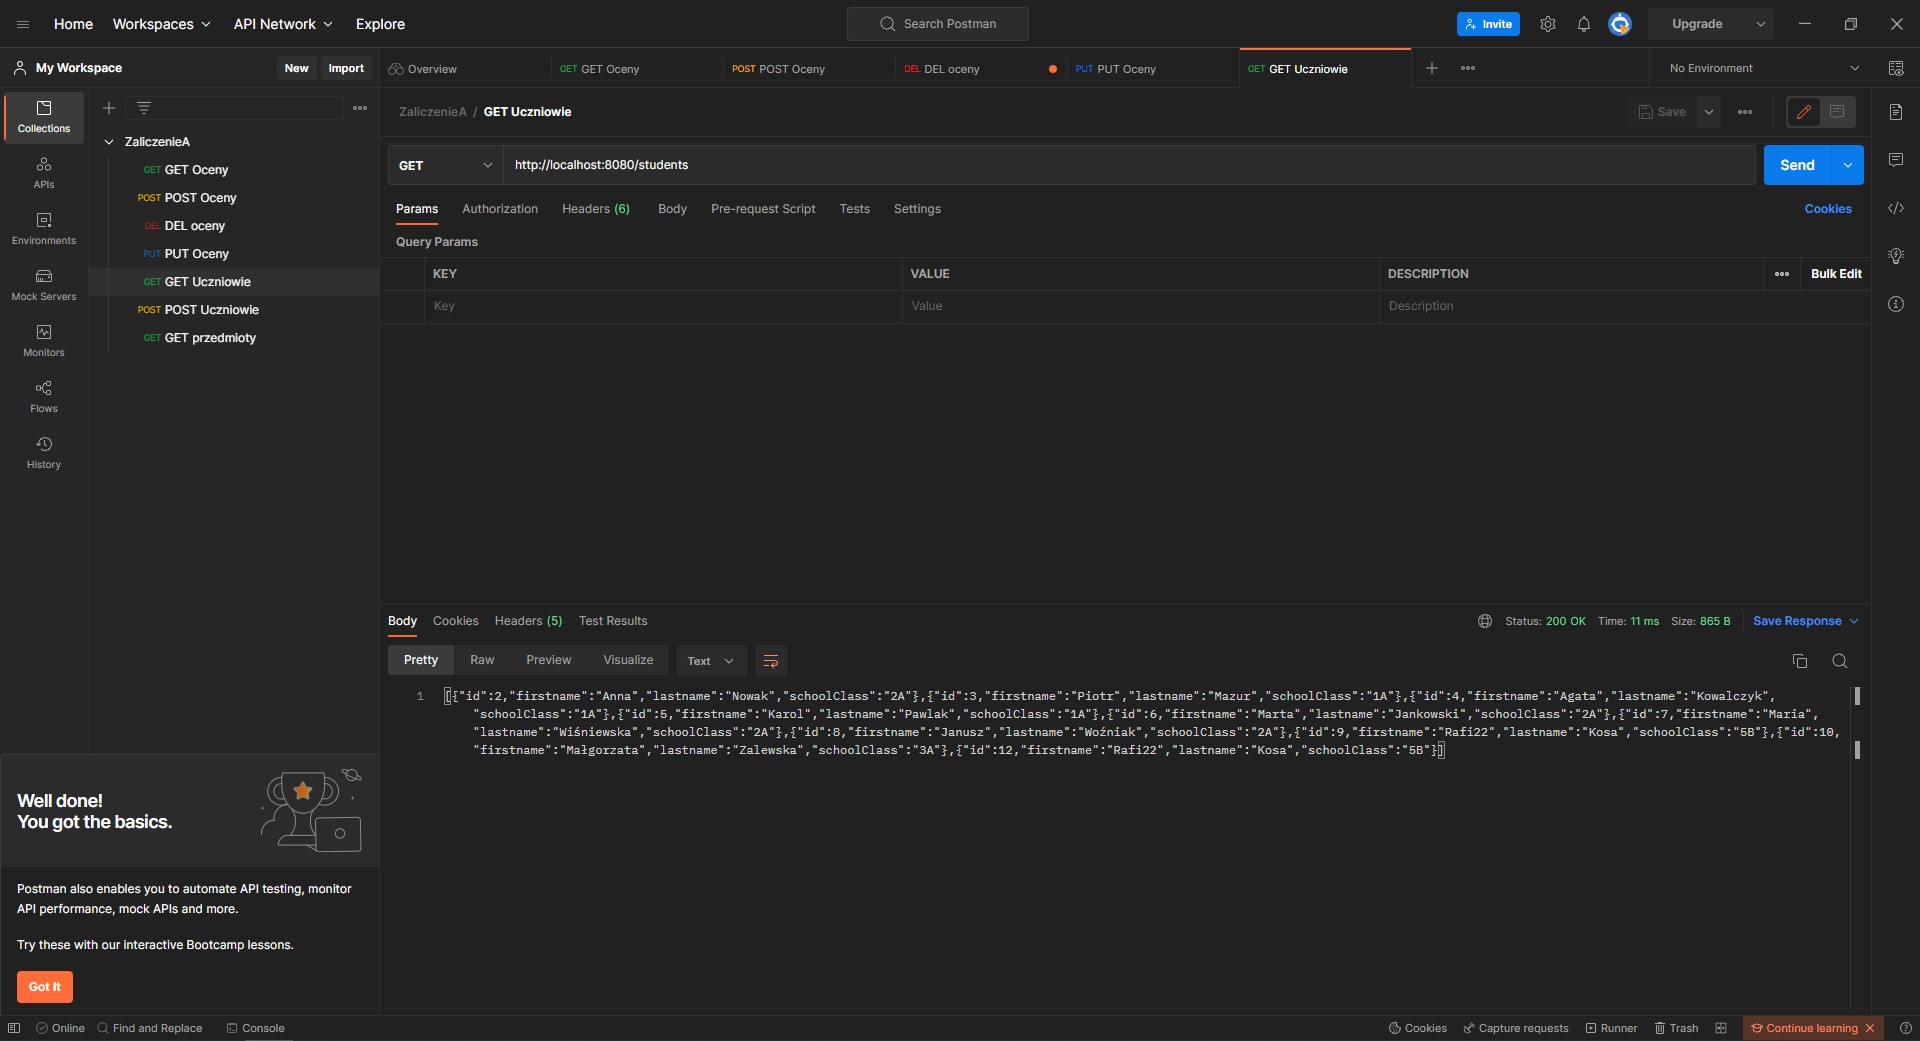 Home Workspaces API Network Explore Search Postman Invite Upgrade
My Workspace New Import Overview GET GET Oceny POST POST Oceny DEL DEL oceny PUT PUT Oceny GET GET Uczniowie No Environment
ZaliczenieA / GET Uczniowie Save
Collections
APIs
Environments
Mock Servers
Monitors
Flows
History
ZaliczenieA
GET GET Oceny
POST POST Oceny
DEL DEL oceny
PUT PUT Oceny
GET GET Uczniowie
POST POST Uczniowie
GET GET przedmioty
GET http://localhost:8080/students Send
Params Authorization Headers (6) Body Pre-request Script Tests Settings Cookies
Query Params
KEY VALUE DESCRIPTION Bulk Edit
Key Value Description
Body Cookies Headers (5) Test Results Status: 200 OK Time: 11 ms Size: 865 B Save Response
Pretty Raw Preview Visualize Text
1 [{"id":2,"firstname":"Anna","lastname":"Nowak","schoolClass":"2A"},{"id":3,"firstname":"Piotr","lastname":"Mazur","schoolClass":"1A"},{"id":4,"firstname":"Agata","lastname":"Kowalczyk",
"schoolClass":"1A"},{"id":5,"firstname":"Karol","lastname":"Pawlak","schoolClass":"1A"},{"id":6,"firstname":"Marta","lastname":"Jankowski","schoolClass":"2A"},{"id":7,"firstname":"Maria",
"lastname":"Wiśniewska","schoolClass":"2A"},{"id":8,"firstname":"Janusz","lastname":"Woźniak","schoolClass":"2A"},{"id":9,"firstname":"Rafi22","lastname":"Kosa","schoolClass":"5B"},{"id":10,
"firstname":"Małgorzata","lastname":"Zalewska","schoolClass":"3A"},{"id":12,"firstname":"Rafi22","lastname":"Kosa","schoolClass":"5B"}]
Well done!
You got the basics.
Postman also enables you to automate API testing, monitor
API performance, mock APIs and more.
Try these with our interactive Bootcamp lessons.
Got It
Online Find and Replace Console Cookies Capture requests Runner Trash Continue learning